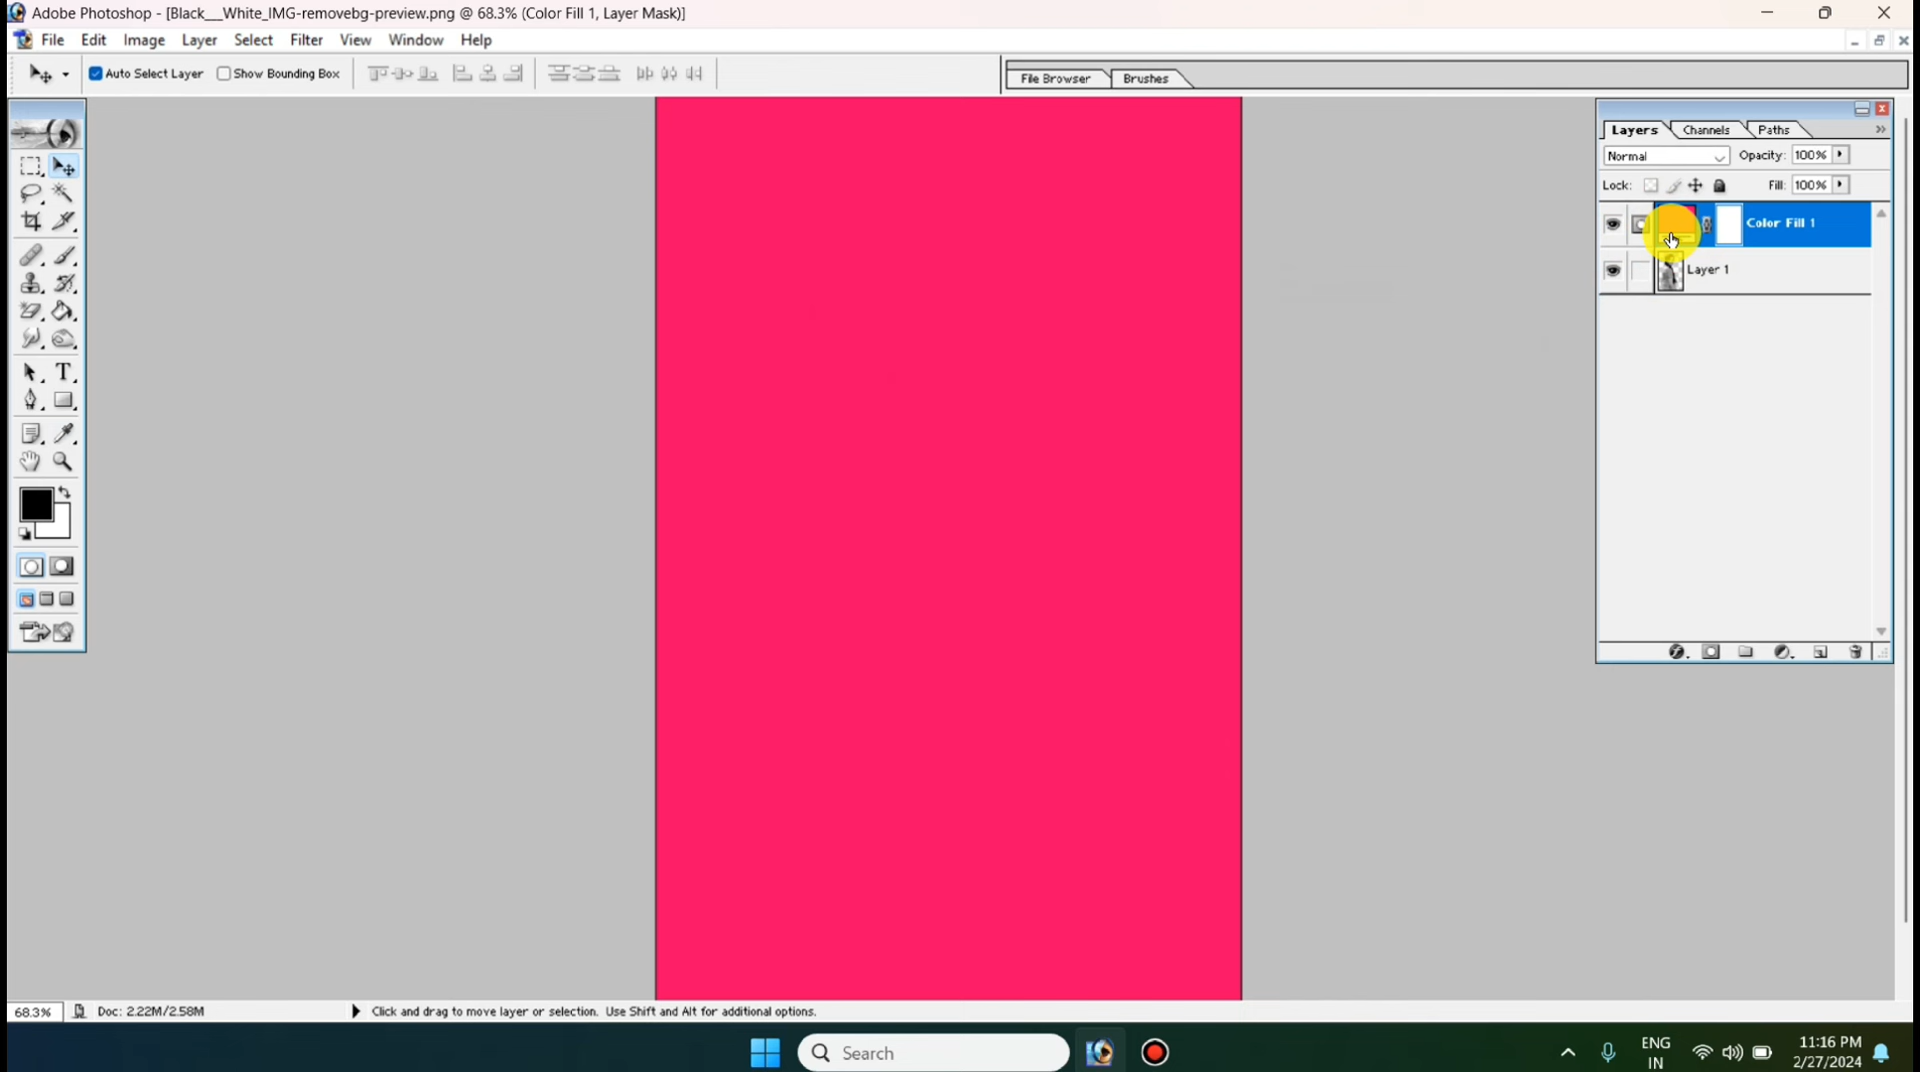 Adobe Photoshop - [Black___White_IMG-removebg-preview.png @ 68.3% (Color Fill 1, Layer Mask)]
File Edit Image Layer Select Filter View Window Help
Auto Select Layer Show Bounding Box File Browser Brushes
Layers Channels Paths
Normal Opacity: 100%
Lock: Fill: 100%
Color Fill 1
Layer 1
T
68.3% Doc: 2.22M/2.58M Click and drag to move layer or selection. Use Shift and Alt for additional options.
Search
ENG
IN
11:16 PM
2/27/2024